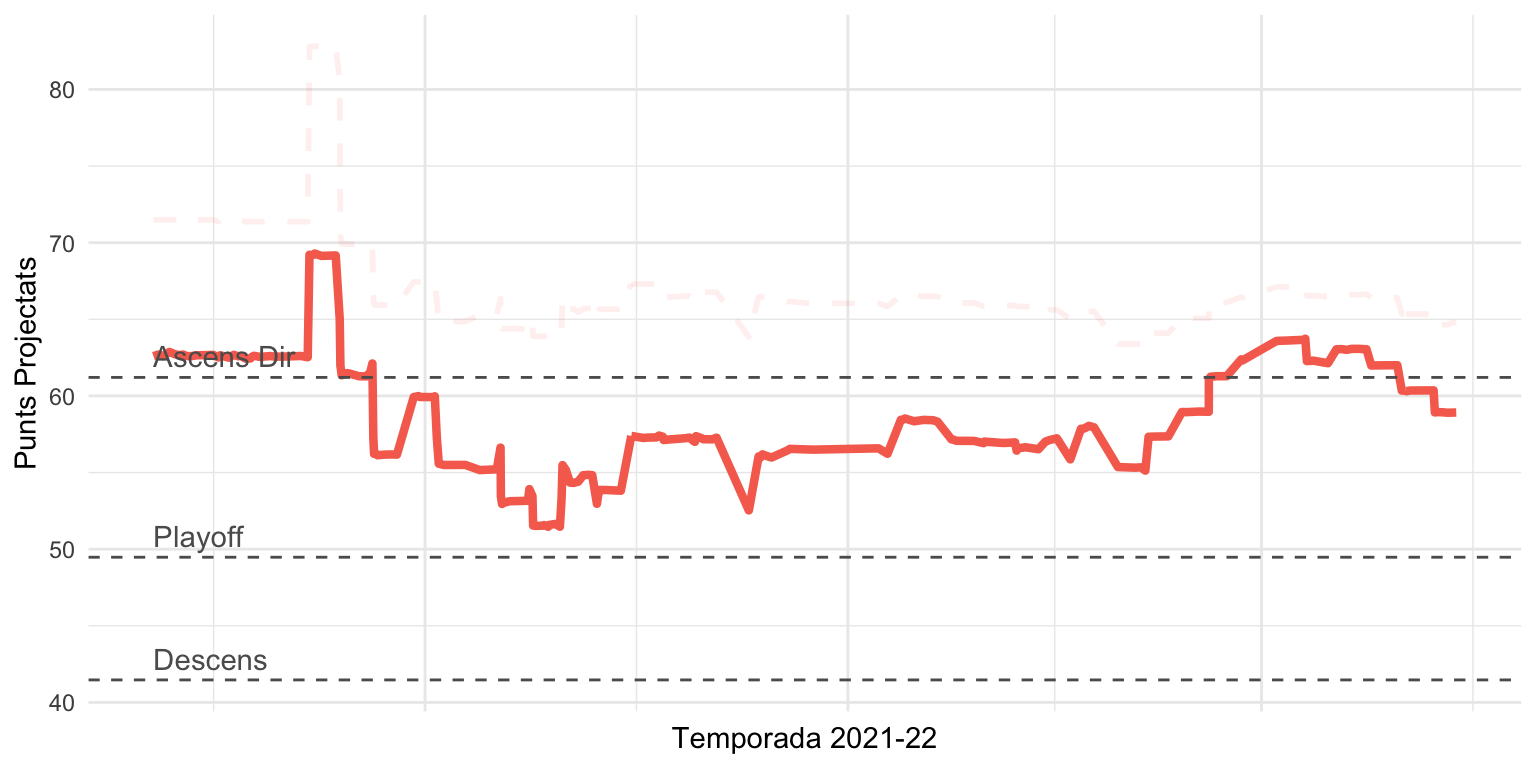 Punts Projectats
80
70
60
50
40
Ascens Dir
Playoff
Descens
Temporada 2021-22